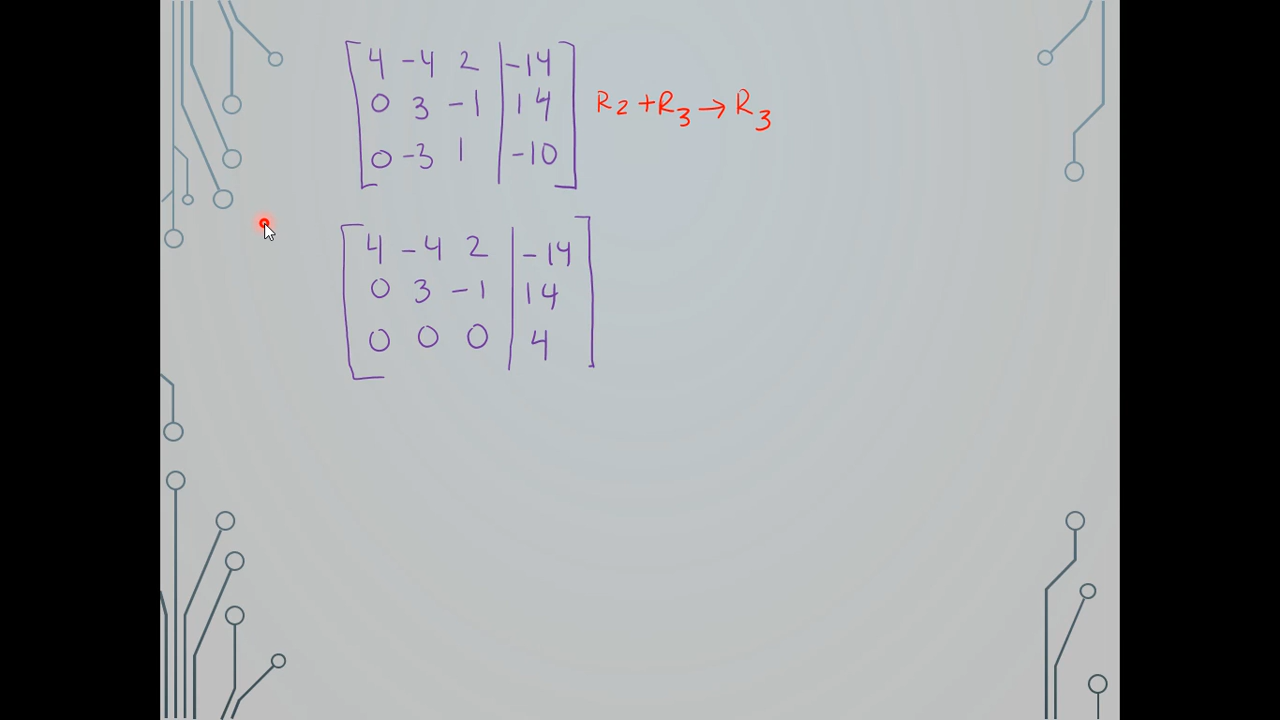 4 -4 2 | -14
0 3 -1 | 14 R2 + R3 → R3
0 -3 1 | -10
4 -4 2 | -14
0 3 -1 | 14
0 0 0 | 4